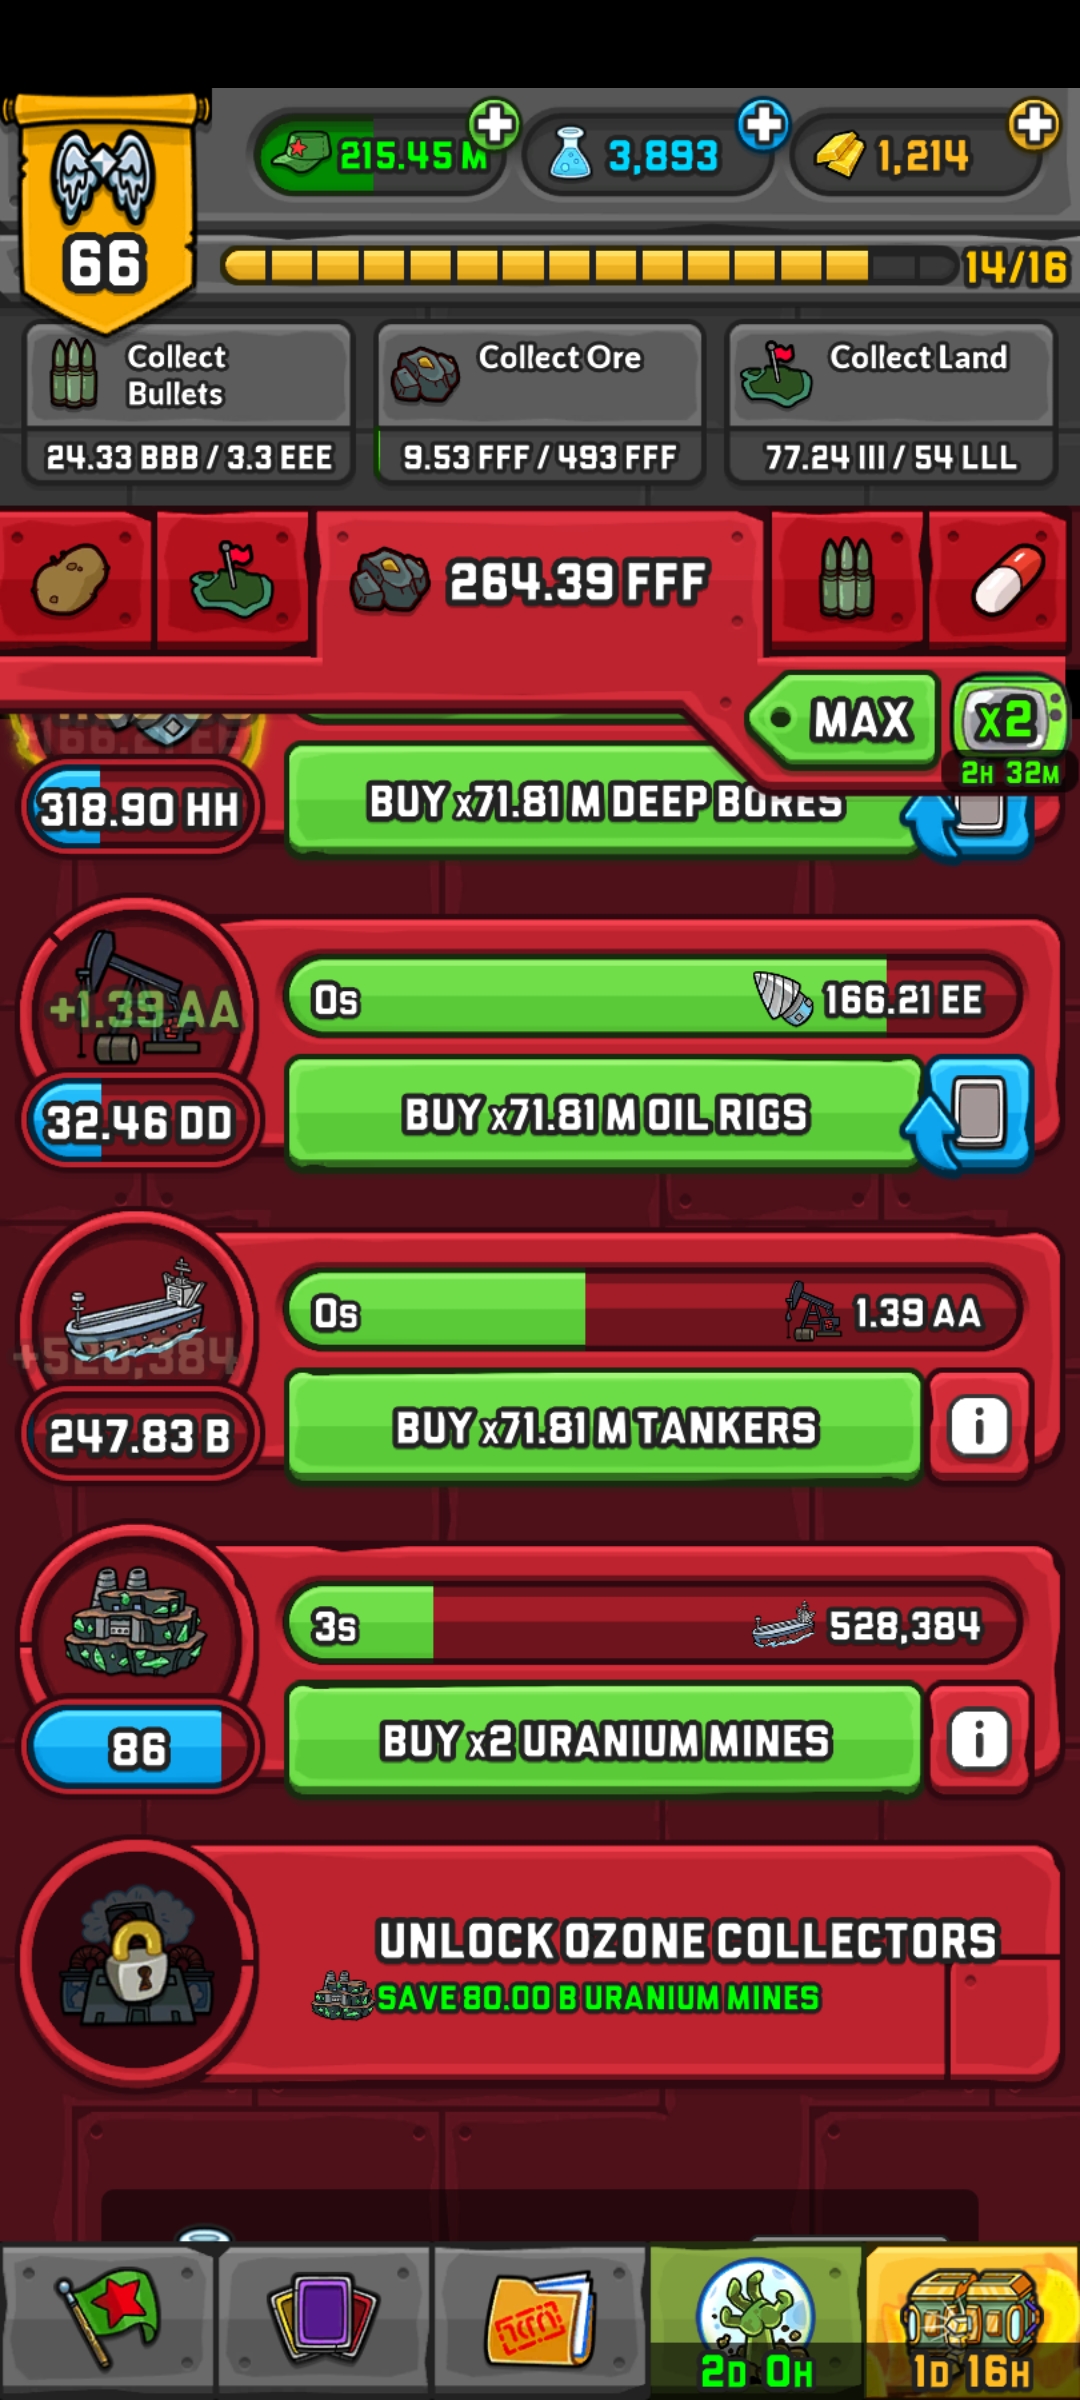 215.45 M
3,893
1,214
66
14/16
Collect
Bullets
24.33 BBB / 3.3 EEE
Collect Ore
9.53 FFF / 493 FFF
Collect Land
77.24 III / 54 LLL
264.39 FFF
MAX
x2
2H 32M
318.90 HH
BUY x71.81 M DEEP BORES
+1.39 AA
0s
166.21 EE
32.46 DD
BUY x71.81 M OIL RIGS
+528,384
0s
1.39 AA
247.83 B
BUY x71.81 M TANKERS
i
3s
528,384
86
BUY x2 URANIUM MINES
i
UNLOCK OZONE COLLECTORS
SAVE 80.00 B URANIUM MINES
2D 0H
1D 16H